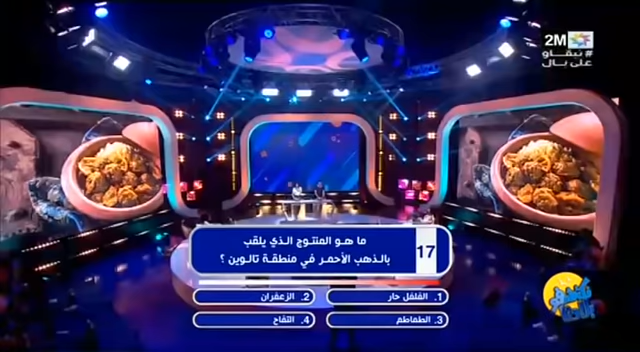 2M
#نبقاو
على بال
17
ما هو المنتوج الذي يلقب
بالذهب الأحمر في منطقة تالوين ؟
1. الفلفل حار
2. الزعفران
3. الطماطم
4. التفاح